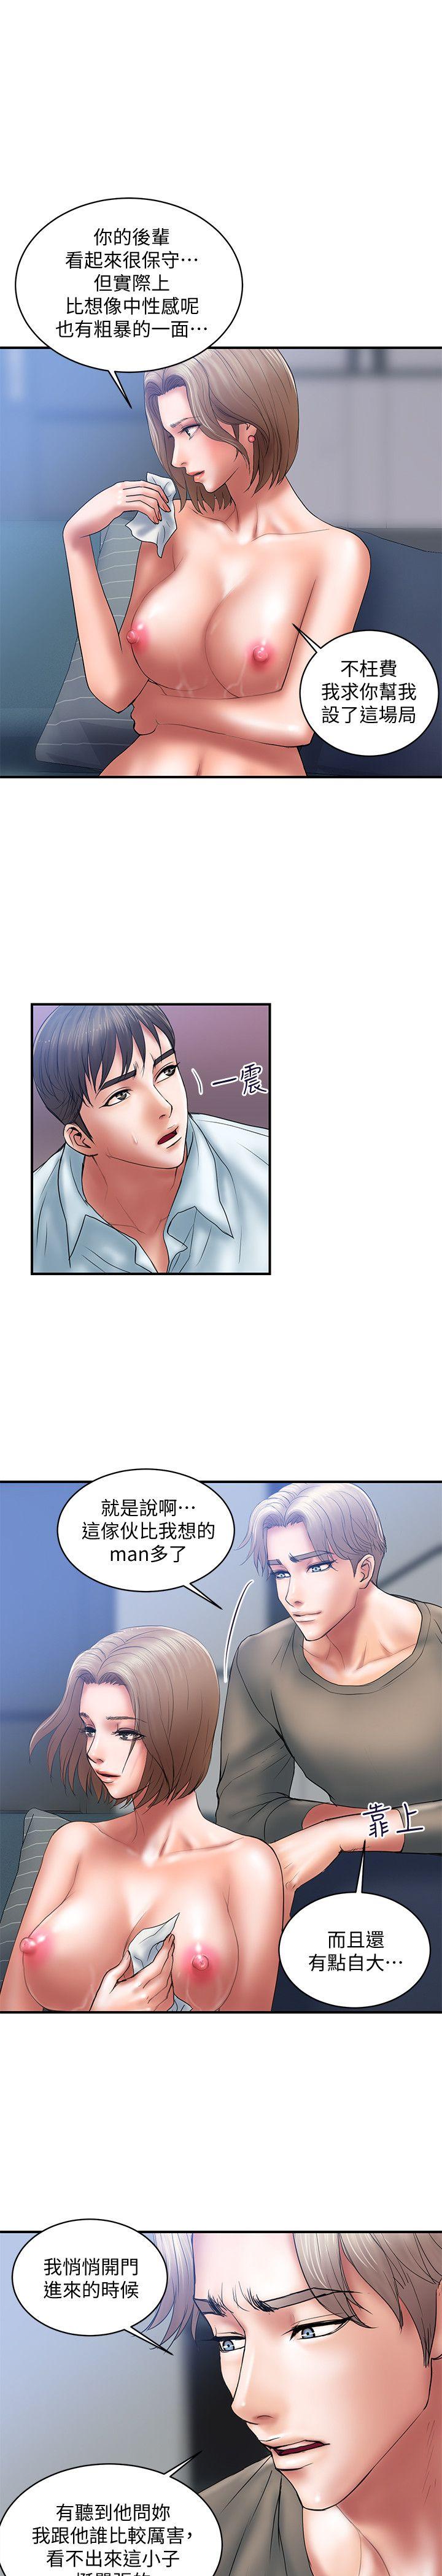 你的後輩
看起來很保守⋯
但實際上
比想像中性感呢
也有粗暴的一面⋯
不枉費
我求你幫我
設了這場局
一震
就是說啊⋯
這傢伙比我想的
man多了
靠上
而且還
有點自大⋯
我悄悄開門
進來的時候
有聽到他問妳
我跟他誰比較厲害，
看不出來這小子